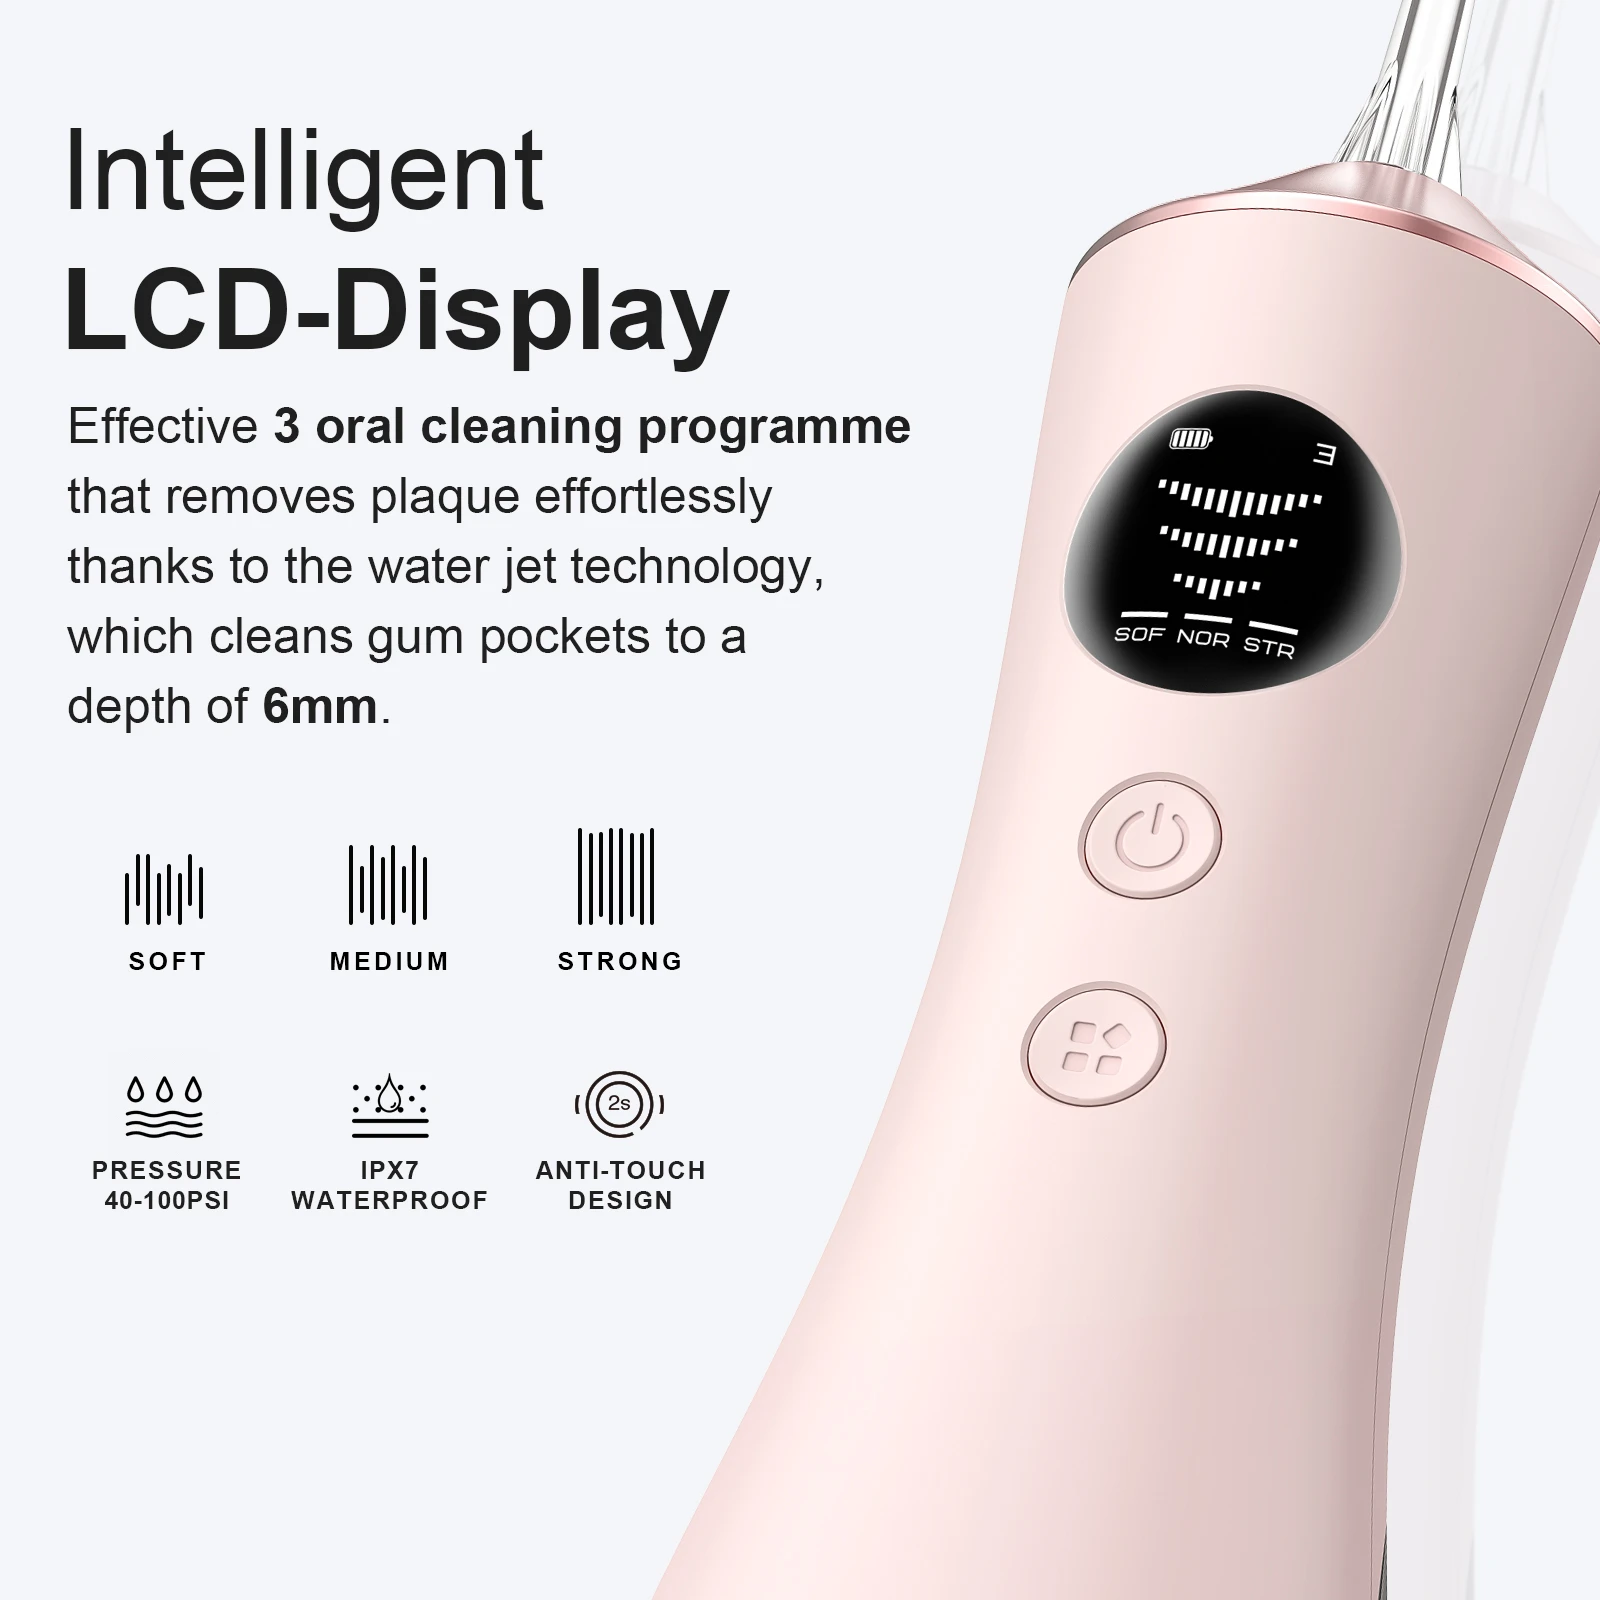 Intelligent
LCD-Display
Effective 3 oral cleaning programme
that removes plaque effortlessly
thanks to the water jet technology,
which cleans gum pockets to a
depth of 6mm.
3
SOF NOR STR
SOFT MEDIUM STRONG
2s
PRESSURE
40-100PSI
IPX7
WATERPROOF
ANTI-TOUCH
DESIGN